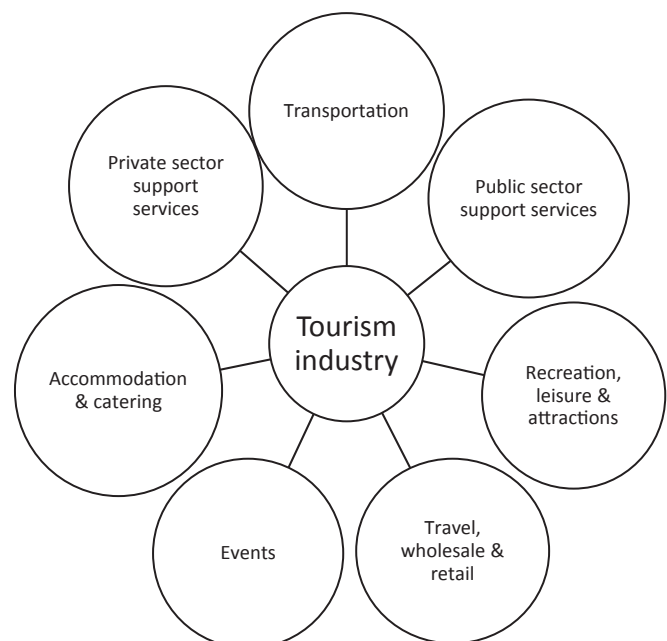 Transportation
Private sector
support
services
Public sector
support services
Tourism
industry
Accommodation
& catering
Recreation,
leisure &
attractions
Events
Travel,
wholesale &
retail